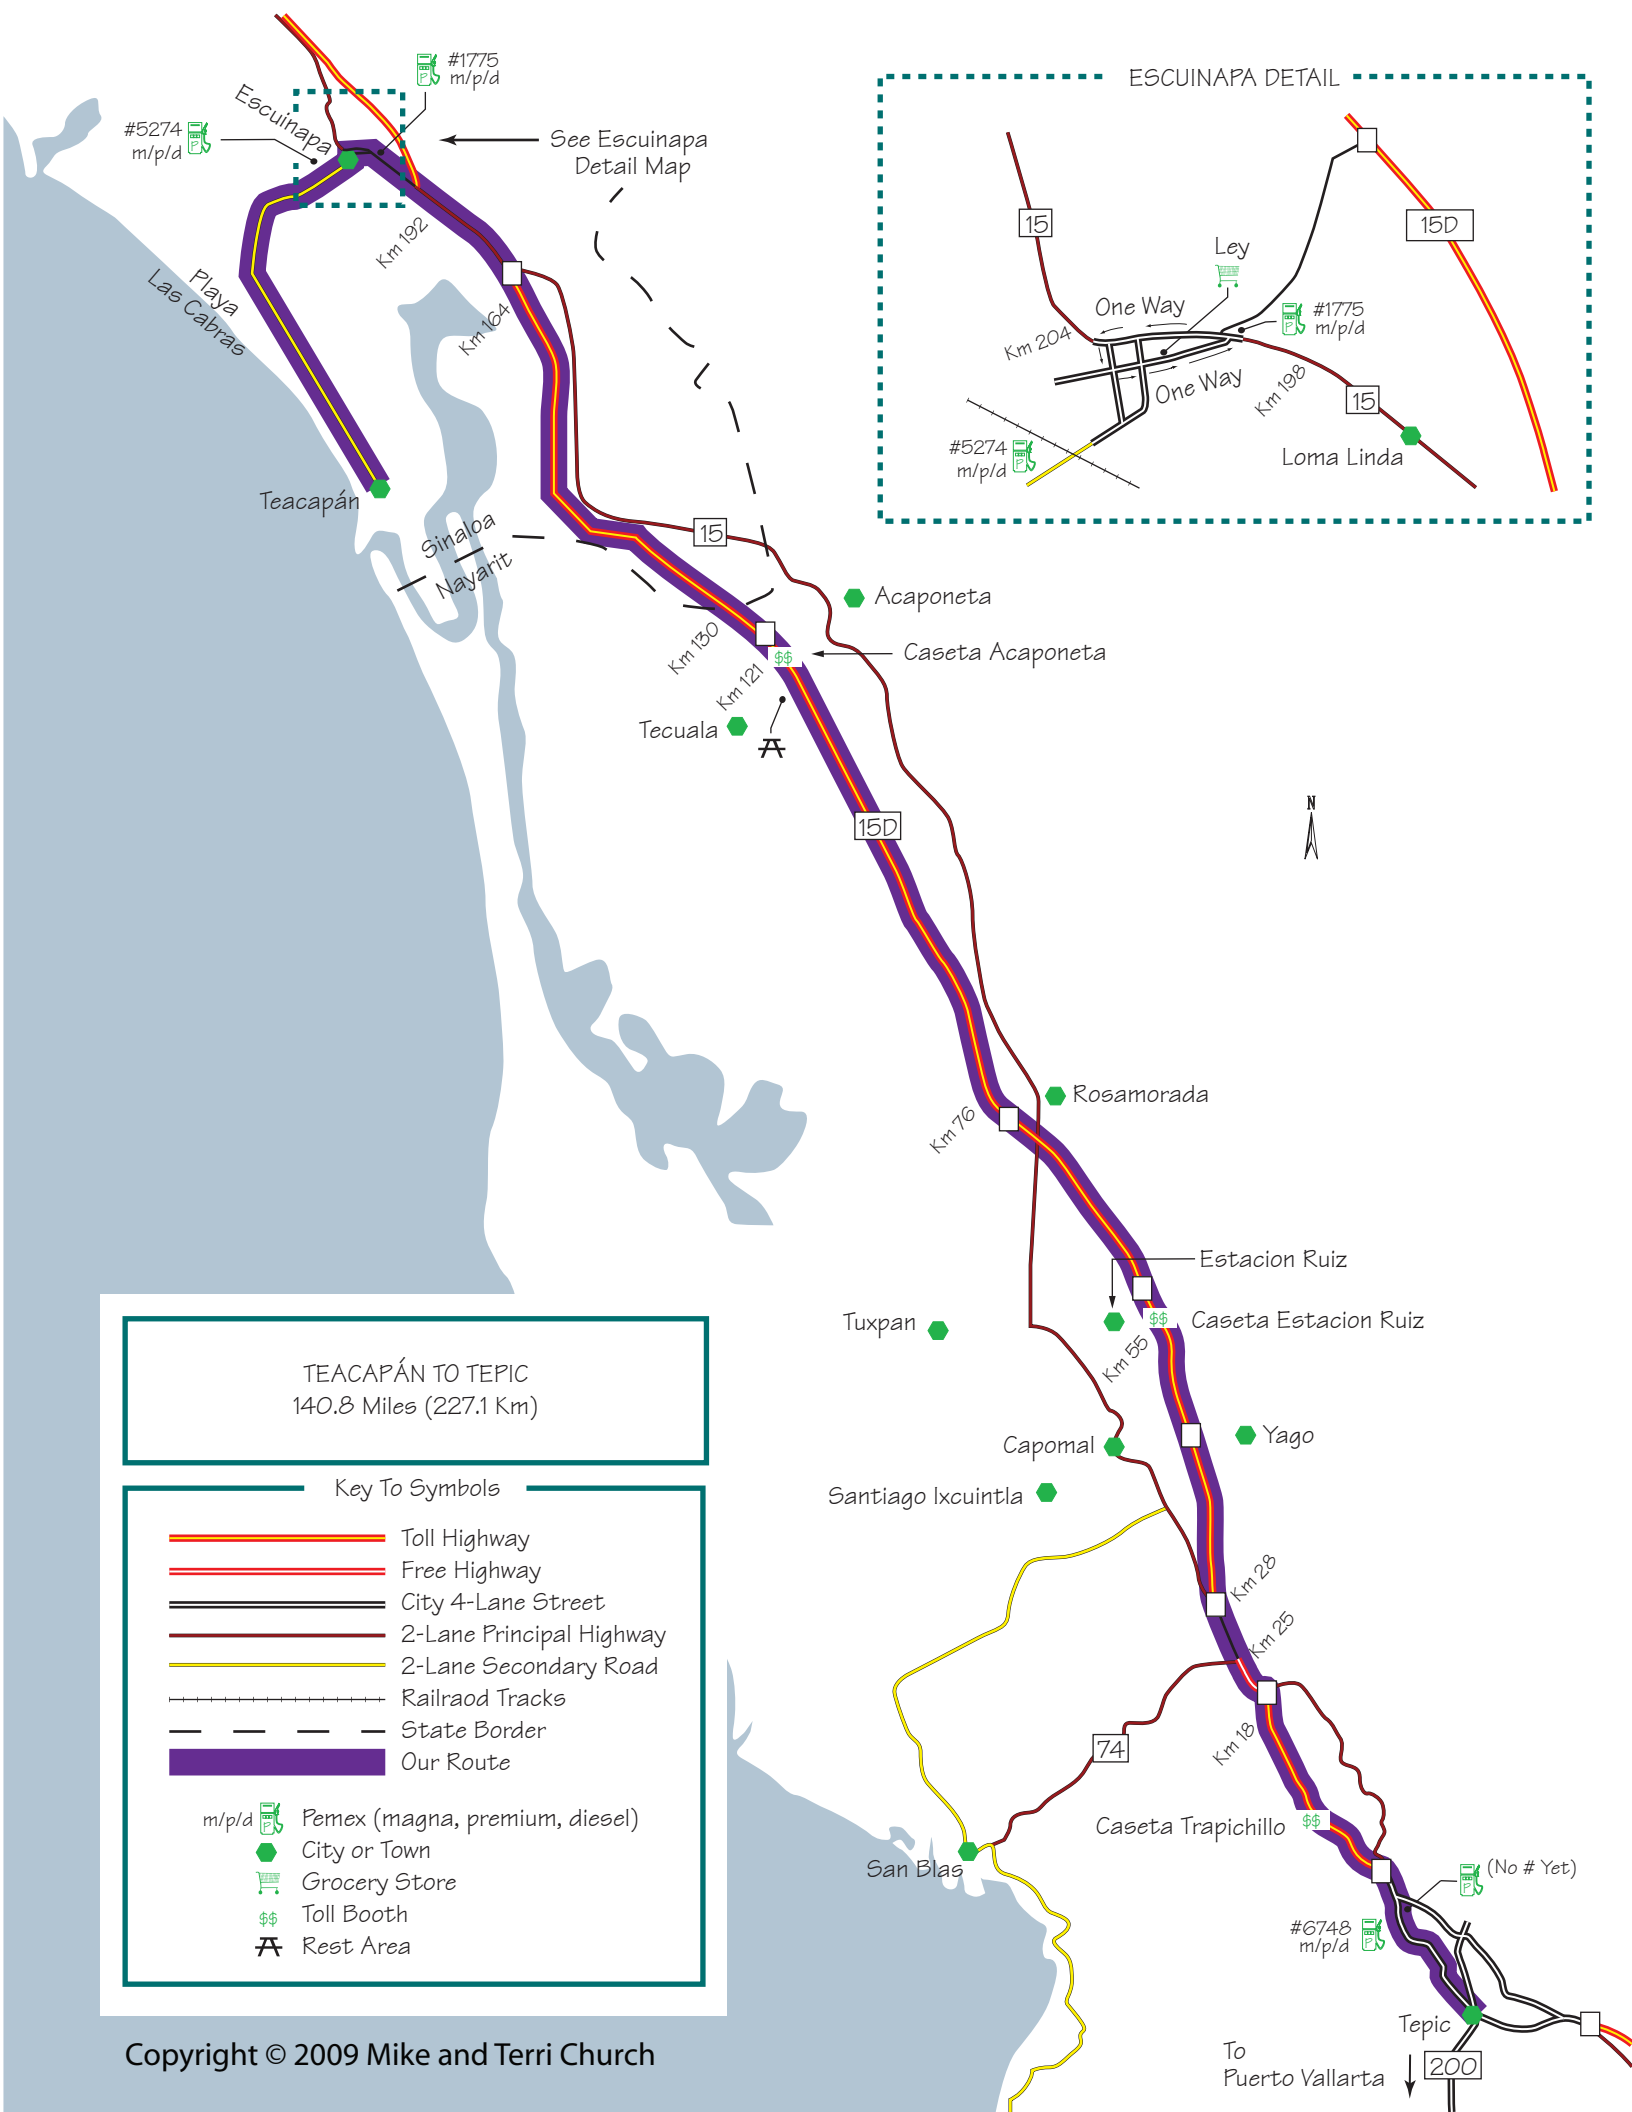 #1775
m/p/d
Escuinapa
#5274
m/p/d
See Escuinapa
Detail Map
Km 192
Playa
Las Cabras
Km 164
Teacapán
Sinaloa
Nayarit
15
ESCUINAPA DETAIL
15
15D
Ley
One Way
#1775
m/p/d
Km 204
One Way
Km 198
15
#5274
m/p/d
Loma Linda
Acaponeta
Km 130
Caseta Acaponeta
$$
Km 121
Tecuala
15D
N
Rosamorada
Km 76
Estacion Ruiz
Tuxpan
$$
Caseta Estacion Ruiz
Km 55
Capomal
Yago
Santiago Ixcuintla
Km 28
Km 25
Km 18
74
$$
Caseta Trapichillo
San Blas
(No # Yet)
#6748
m/p/d
Tepic
To
Puerto Vallarta
200
TEACAPÁN TO TEPIC
140.8 Miles (227.1 Km)
Key To Symbols
Toll Highway
Free Highway
City 4-Lane Street
2-Lane Principal Highway
2-Lane Secondary Road
Railraod Tracks
State Border
Our Route
m/p/d Pemex (magna, premium, diesel)
City or Town
Grocery Store
$$ Toll Booth
Rest Area
Copyright © 2009 Mike and Terri Church